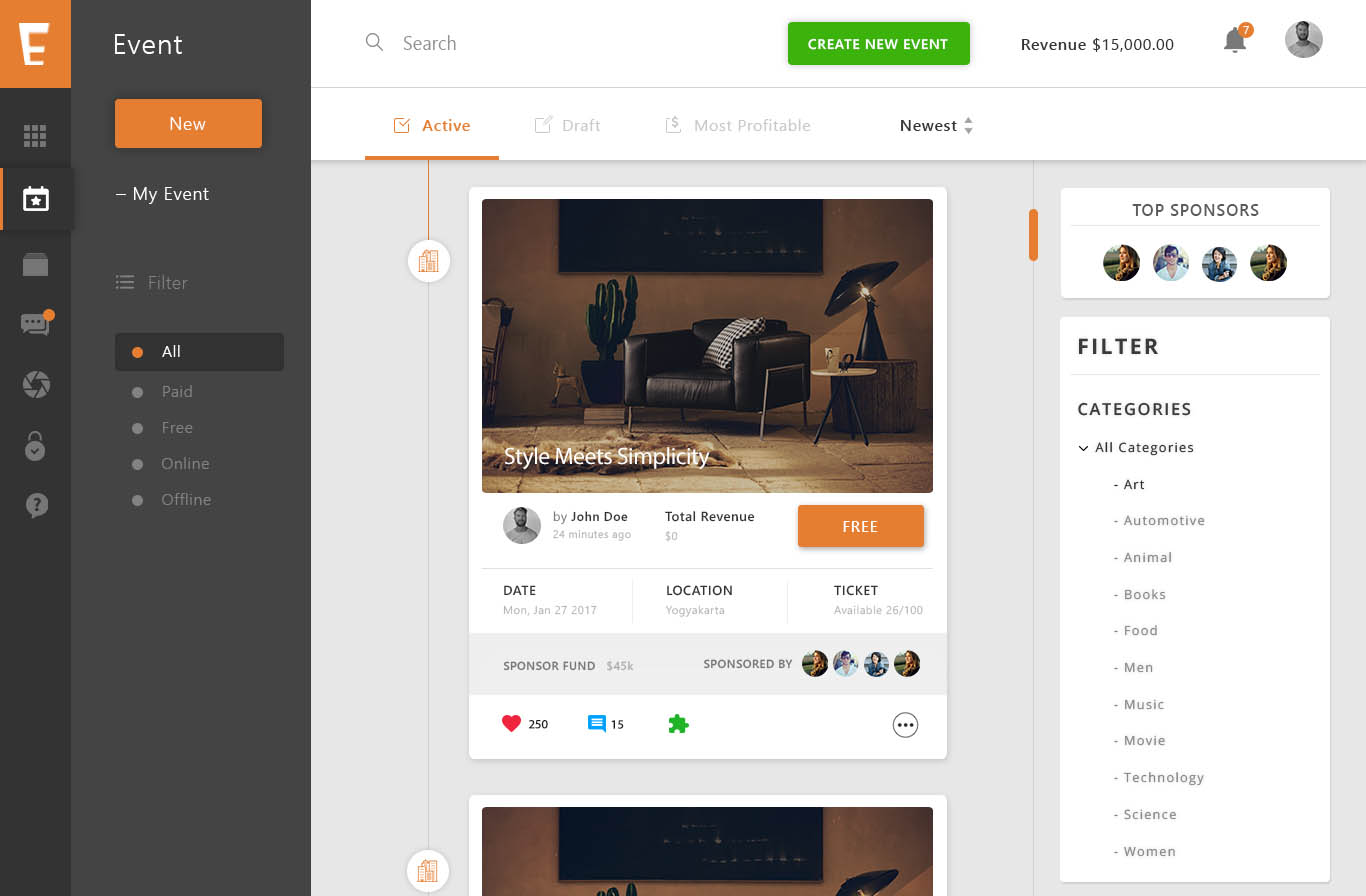 E
Event
New
– My Event
Filter
All
Paid
Free
Online
Offline
Search
CREATE NEW EVENT
Revenue $15,000.00
7
Active
Draft
Most Profitable
Newest
Style Meets Simplicity
by John Doe
24 minutes ago
Total Revenue
$0
FREE
DATE
Mon, Jan 27 2017
LOCATION
Yogyakarta
TICKET
Available 26/100
SPONSOR FUND $45k
SPONSORED BY
250
15
TOP SPONSORS
FILTER
CATEGORIES
All Categories
- Art
- Automotive
- Animal
- Books
- Food
- Men
- Music
- Movie
- Technology
- Science
- Women